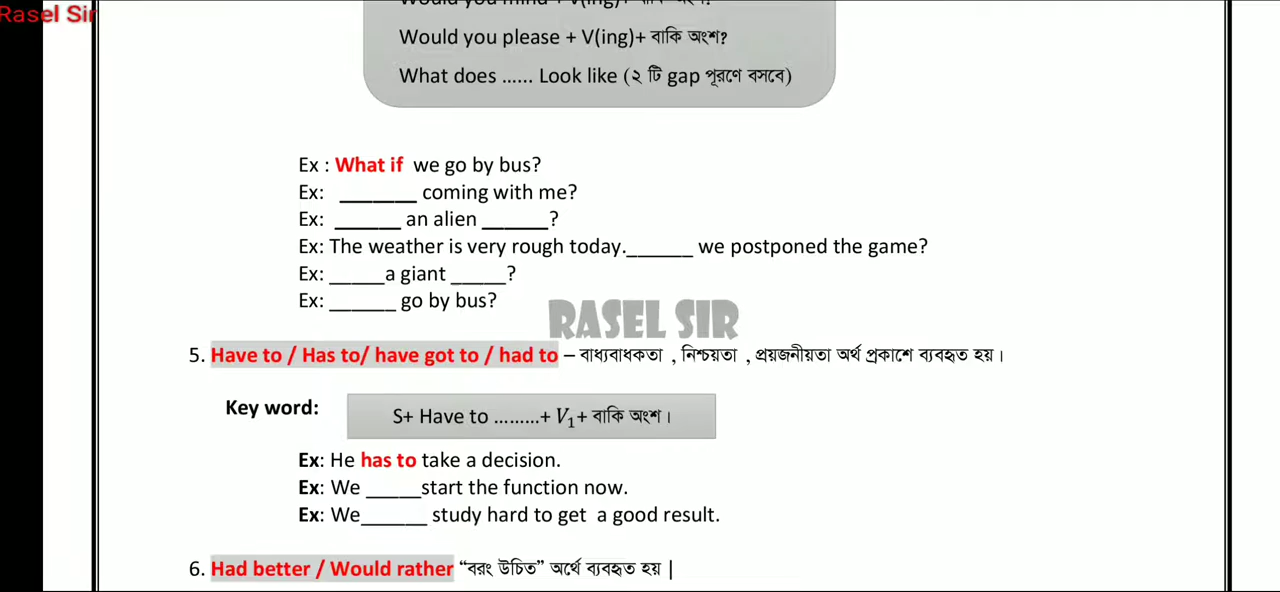 Rasel Sir
Would you mind + V(ing)+ বাকি অংশ?
Would you please + V(ing)+ বাকি অংশ?
What does ...... Look like (২ টি gap পূরণে বসবে)
Ex : What if we go by bus?
Ex: _______ coming with me?
Ex: ______ an alien ______?
Ex: The weather is very rough today.______ we postponed the game?
Ex: _____a giant _____?
Ex: ______ go by bus?
RASEL SIR
5. Have to / Has to/ have got to / had to – বাধ্যবাধকতা , নিশ্চয়তা , প্রয়জনীয়তা অর্থ প্রকাশে ব্যবহৃত হয়।
Key word: S+ Have to .........+ V₁+ বাকি অংশ।
Ex: He has to take a decision.
Ex: We _____start the function now.
Ex: We______ study hard to get a good result.
6. Had better / Would rather “বরং উচিত” অর্থে ব্যবহৃত হয় |